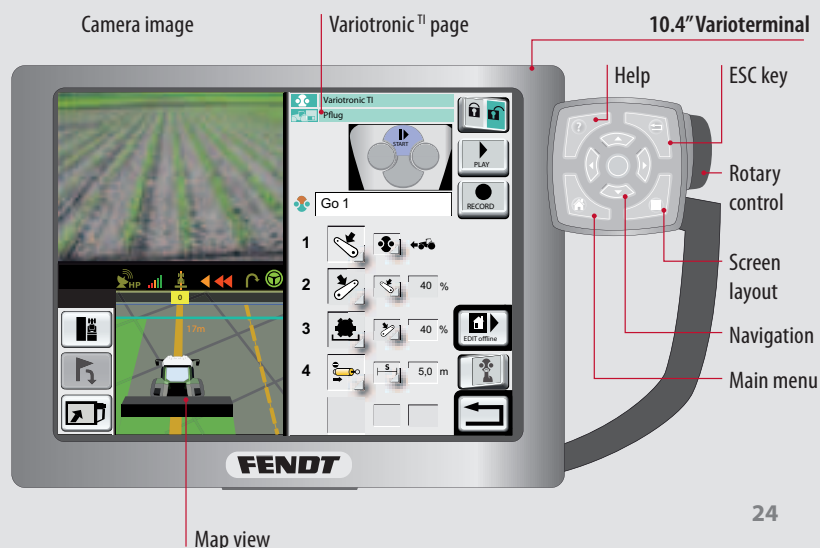 Camera image
Variotronic TI page
10.4" Varioterminal
Help
ESC key
Variotronic TI
Pflug
START
PLAY
Go 1
RECORD
Rotary control
1
2
40 %
Screen layout
HP
0
17m
3
40 %
EDIT offline
Navigation
4
S
5,0 m
Main menu
FENDT
Map view
24